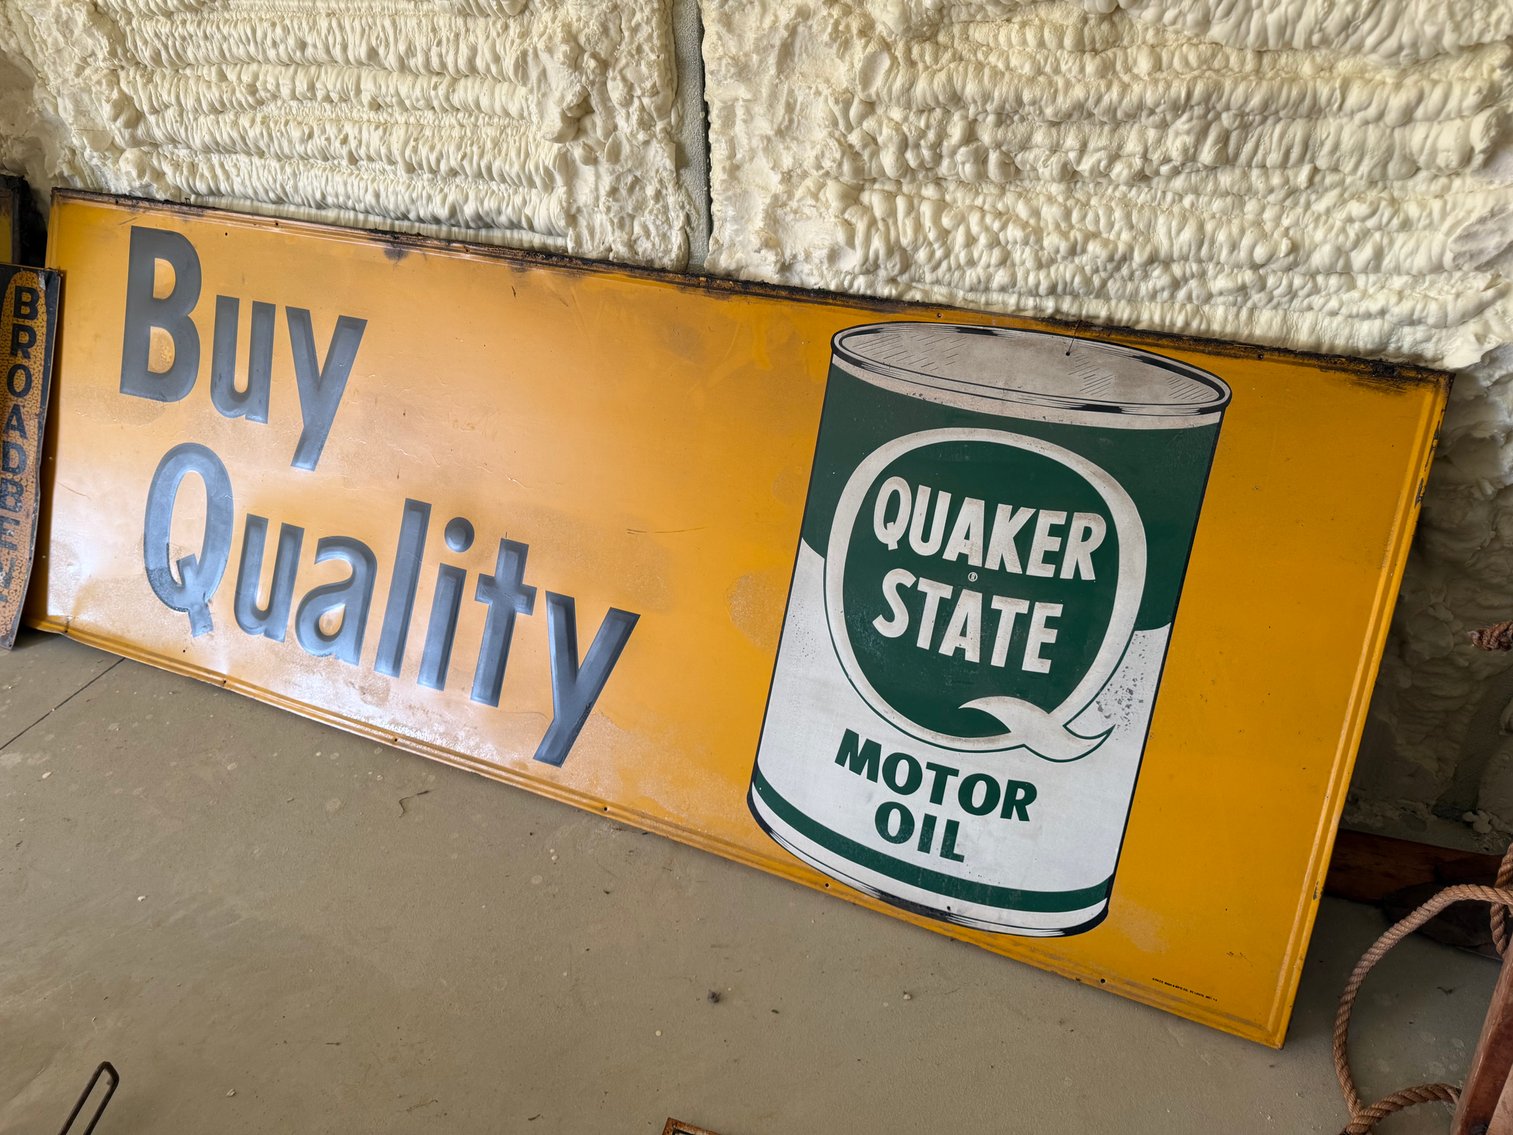 Buy
Quality
QUAKER
STATE
MOTOR
OIL
BROADBE